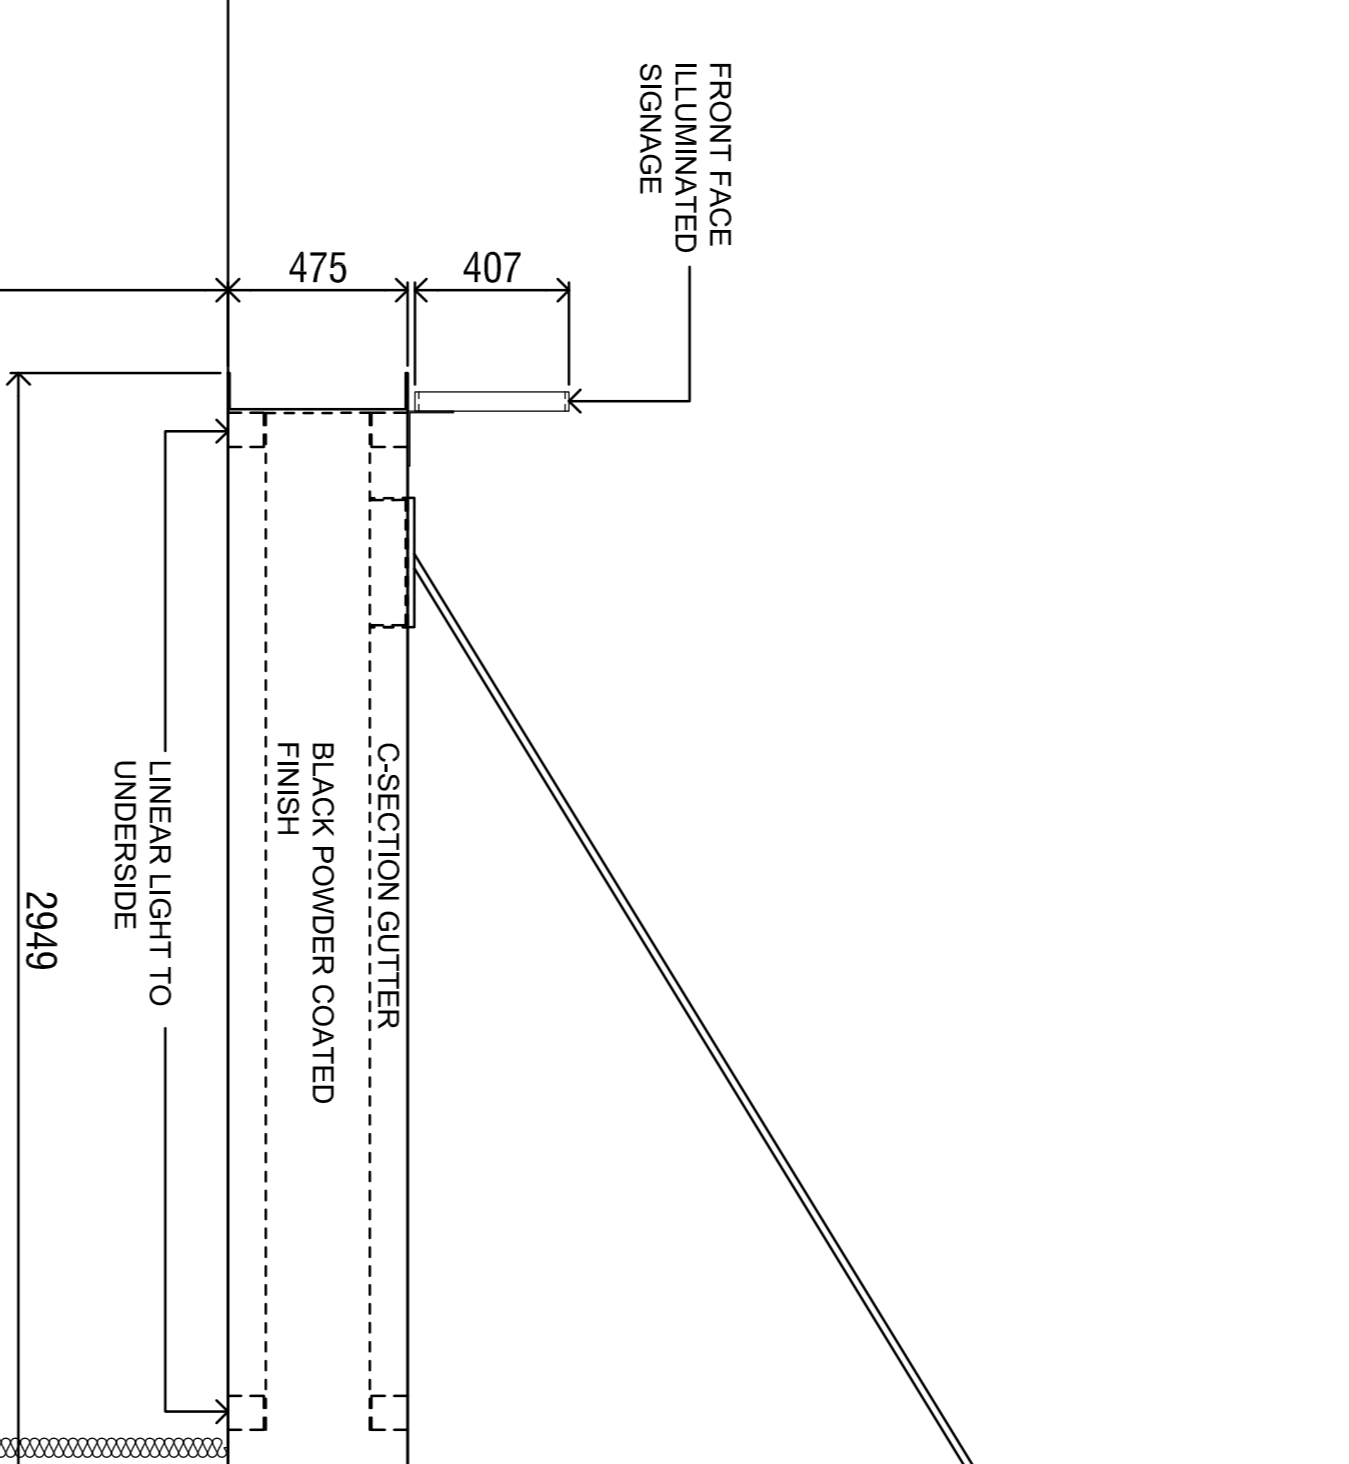 FRONT FACE
ILLUMINATED
SIGNAGE
475
407
C-SECTION GUTTER
BLACK POWDER COATED
FINISH
LINEAR LIGHT TO
UNDERSIDE
2949